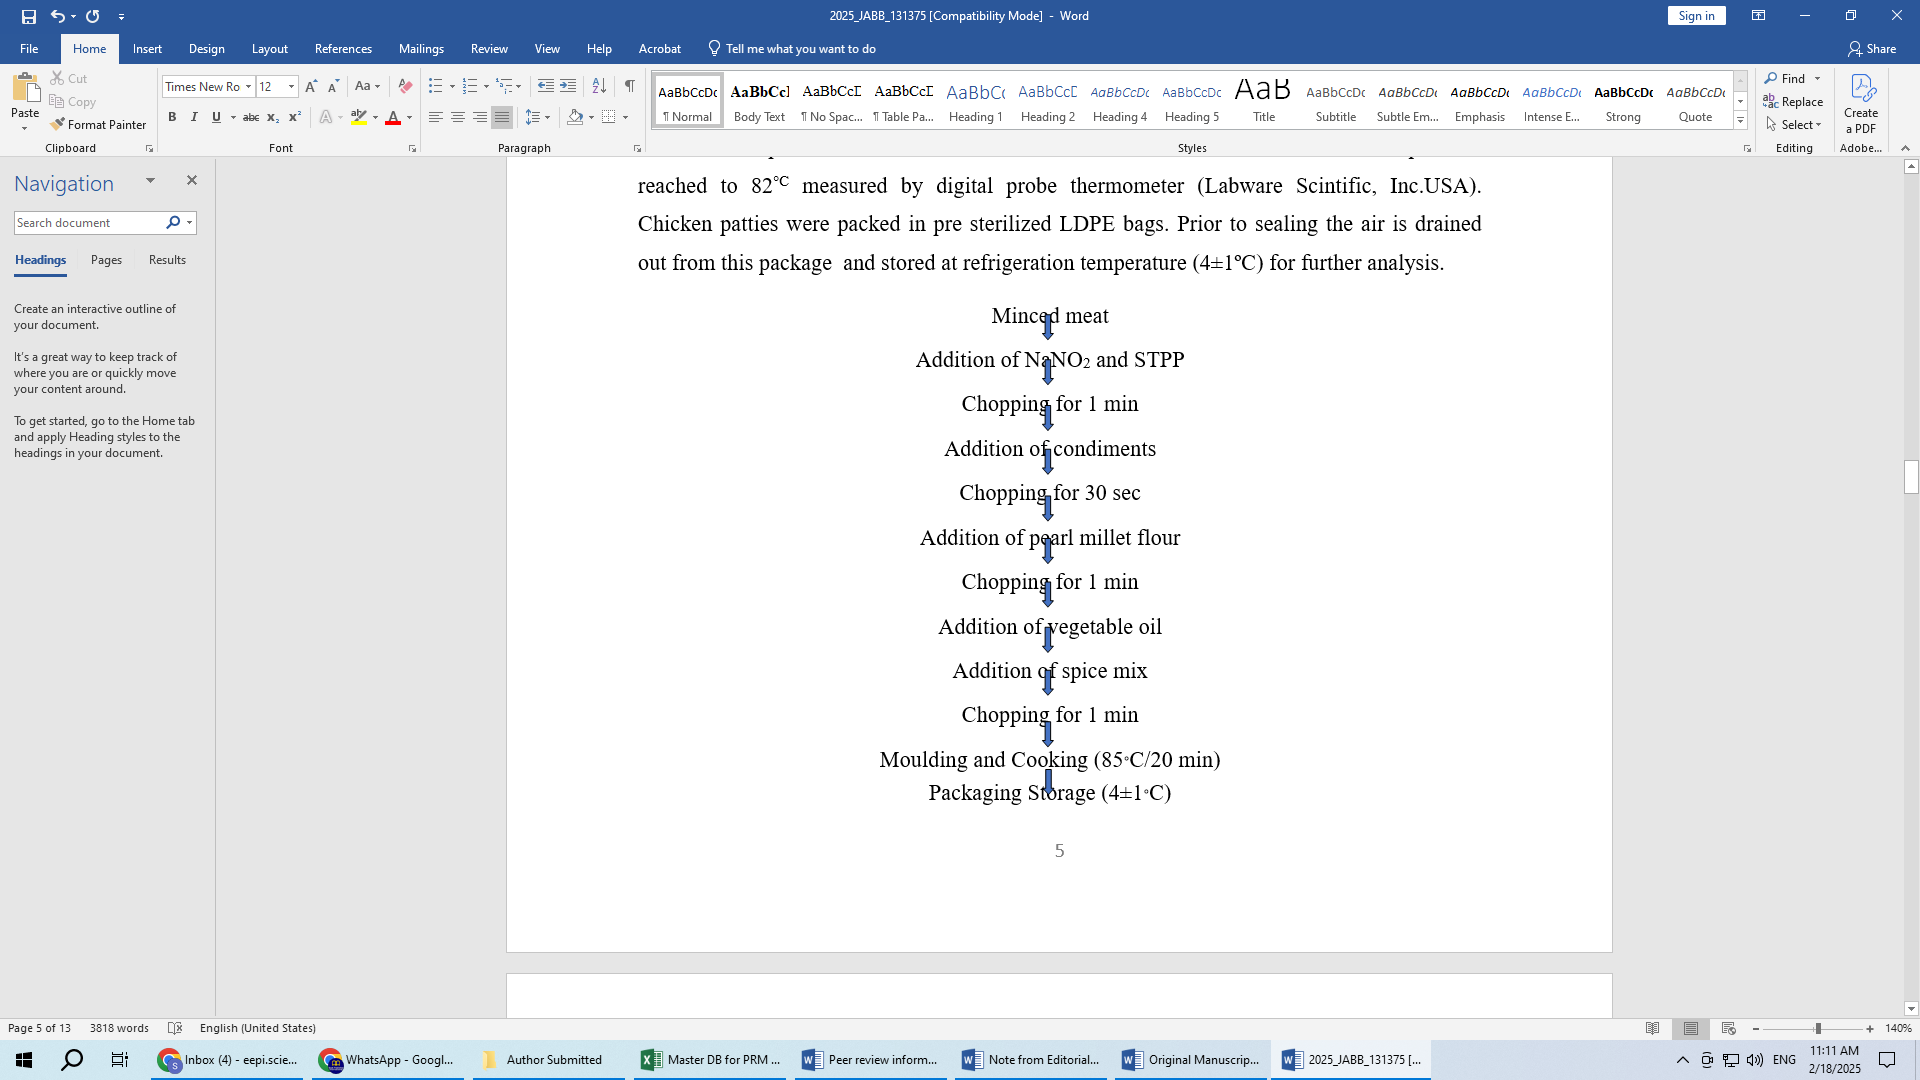 2025_JABB_131375 [Compatibility Mode] - Word
Sign in
File Home Insert Design Layout References Mailings Review View Help Acrobat Tell me what you want to do
Share
Paste
Cut
Copy
Format Painter
Clipboard
Times New Ro 12
Font
Paragraph
AaBbCcDc AaBbCcI AaBbCcI AaBbCcI AaBbCc AaBbCcD AaBbCcDc AaBbCcDc AaB AaBbCcDc AaBbCcDc AaBbCcDc AaBbCcDc AaBbCcDc AaBbCcDc
¶ Normal Body Text ¶ No Spac... ¶ Table Pa... Heading 1 Heading 2 Heading 4 Heading 5 Title Subtitle Subtle Em... Emphasis Intense E... Strong Quote
Styles
Find
Replace
Select
Editing
Create
a PDF
Adobe...
Navigation
Search document
Headings Pages Results
Create an interactive outline of
your document.
It's a great way to keep track of
where you are or quickly move
your content around.
To get started, go to the Home tab
and apply Heading styles to the
headings in your document.
reached to 82°C measured by digital probe thermometer (Labware Scintific, Inc.USA).
Chicken patties were packed in pre sterilized LDPE bags. Prior to sealing the air is drained
out from this package and stored at refrigeration temperature (4±1°C) for further analysis.
Minced meat
Addition of NaNO2 and STPP
Chopping for 1 min
Addition of condiments
Chopping for 30 sec
Addition of pearl millet flour
Chopping for 1 min
Addition of vegetable oil
Addition of spice mix
Chopping for 1 min
Moulding and Cooking (85◦C/20 min)
Packaging Storage (4±1◦C)
5
Page 5 of 13 3818 words English (United States)
140%
Inbox (4) - eepi.scie... WhatsApp - Googl... Author Submitted Master DB for PRM ... Peer review inform... Note from Editorial... Original Manuscrip... 2025_JABB_131375 [...
ENG
11:11 AM
2/18/2025